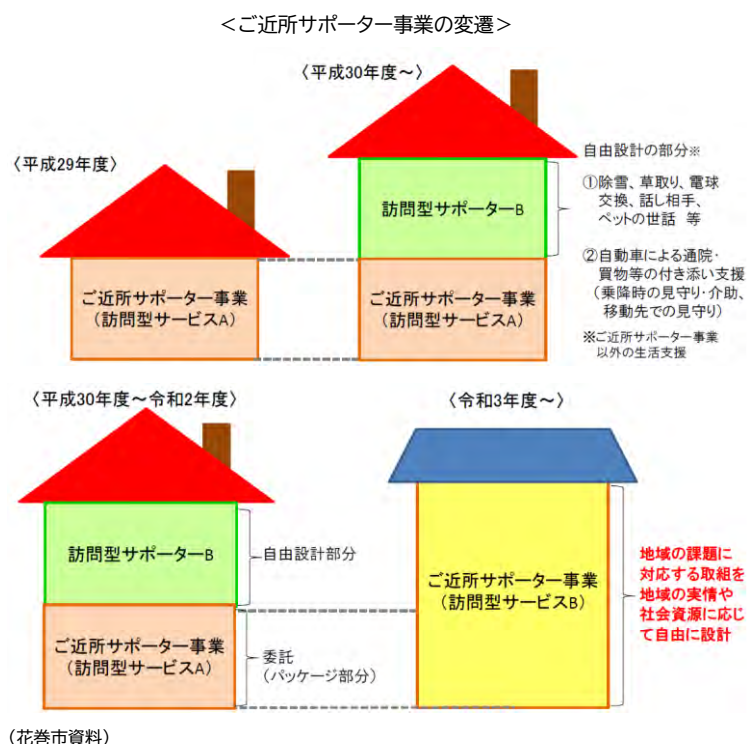 ＜ご近所サポーター事業の変遷＞
〈平成30年度～〉
〈平成29年度〉
自由設計の部分※
①除雪、草取り、電球
交換、話し相手、
ペットの世話 等
訪問型サポーターB
②自動車による通院・
買物等の付き添い支援
（乗降時の見守り・介助、
移動先での見守り）
ご近所サポーター事業
（訪問型サービスA）
ご近所サポーター事業
（訪問型サービスA）
※ご近所サポーター事業
以外の生活支援
〈平成30年度～令和2年度〉
〈令和3年度～〉
訪問型サポーターB
自由設計部分
ご近所サポーター事業
（訪問型サービスA）
委託
（パッケージ部分）
ご近所サポーター事業
（訪問型サービスB）
地域の課題に
対応する取組を
地域の実情や
社会資源に応じ
て自由に設計
（花巻市資料）